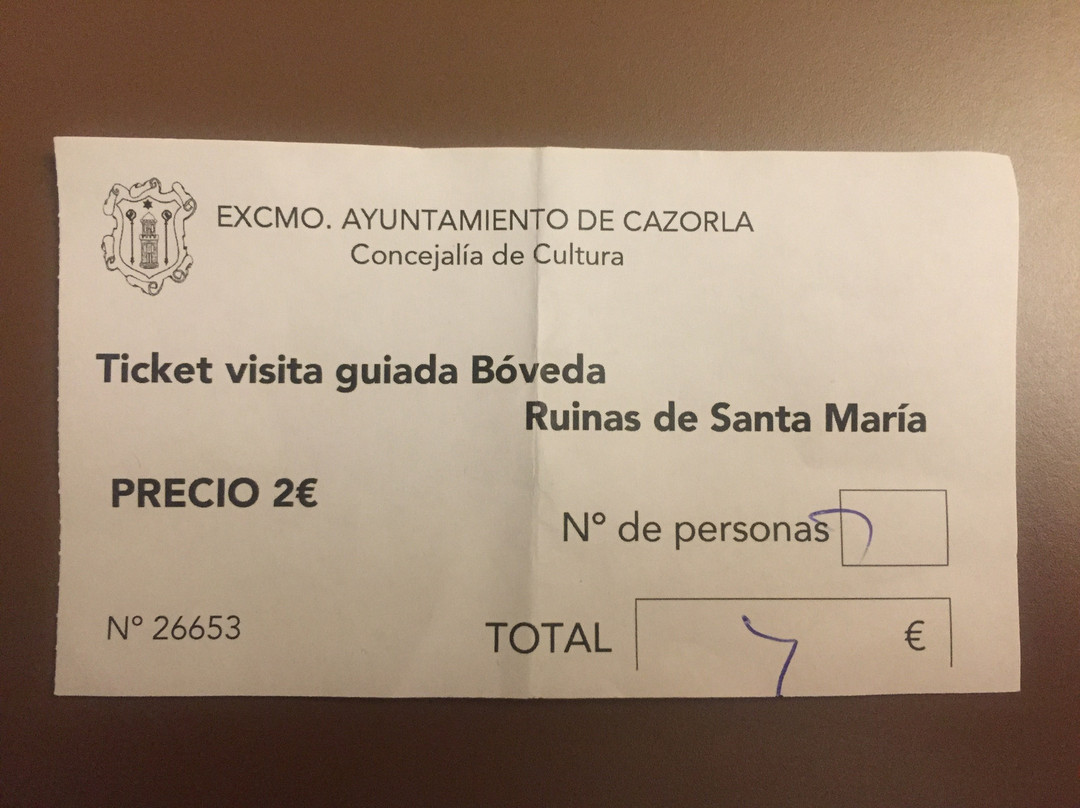 EXCMO. AYUNTAMIENTO DE CAZORLA
Concejalía de Cultura
Ticket visita guiada Bóveda
Ruinas de Santa María
PRECIO 2€
Nº de personas
Nº 26653
TOTAL €